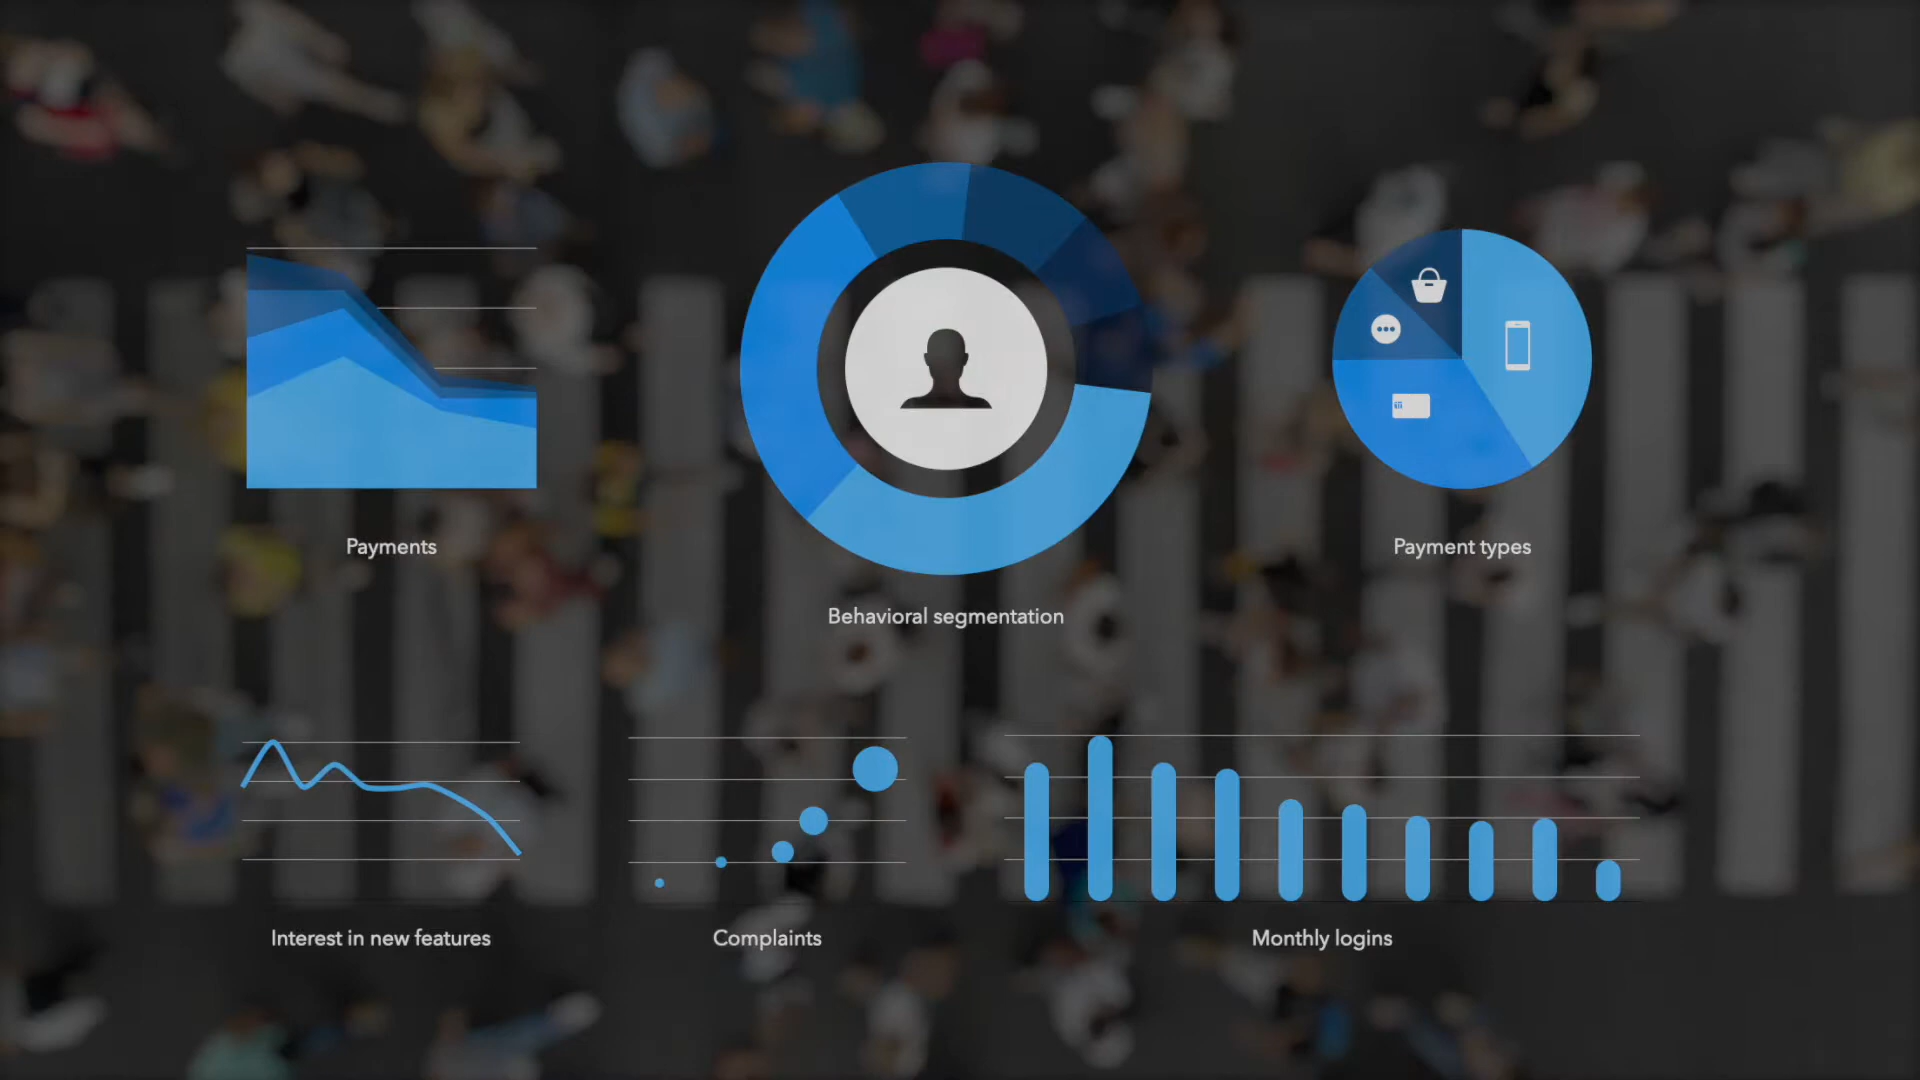 Payments
Behavioral segmentation
Payment types
Interest in new features
Complaints
Monthly logins